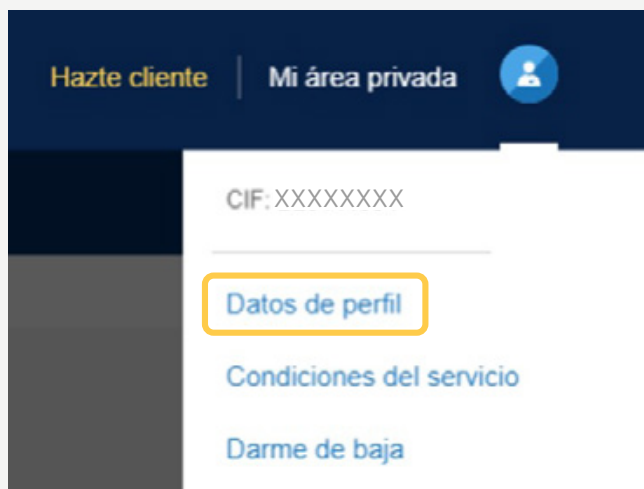 Hazte cliente Mi área privada
CIF: XXXXXXXX
Datos de perfil
Condiciones del servicio
Darme de baja